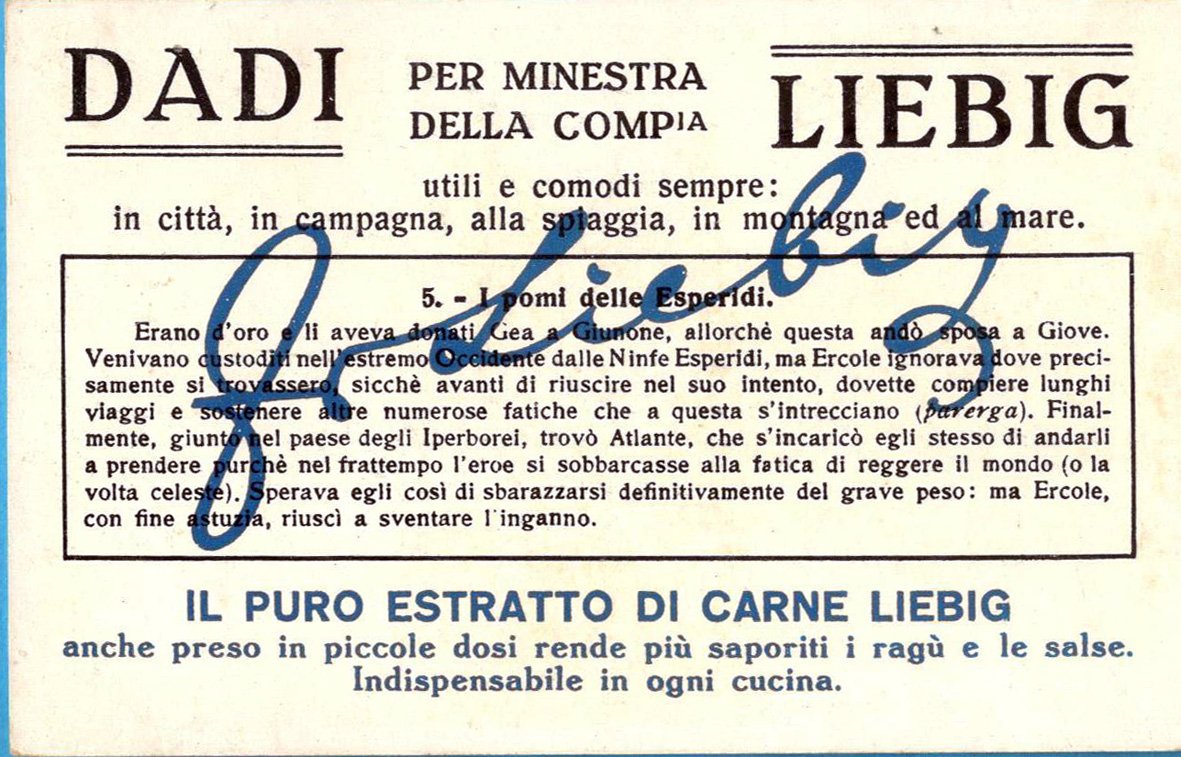 DADI PER MINESTRA LIEBIG
DELLA COMPIA
utili e comodi sempre:
in città, in campagna, alla spiaggia, in montagna ed al mare.
5. - I pomi delle Esperidi.
Erano d'oro e li aveva donati Gea a Giunone, allorchè questa andò sposa a Giove.
Venivano custoditi nell'estremo Occidente dalle Ninfe Esperidi, ma Ercole ignorava dove preci-
samente si trovassero, sicchè avanti di riuscire nel suo intento, dovette compiere lunghi
viaggi e sostenere altre numerose fatiche che a questa s'intrecciano (parerga). Final-
mente, giunto nel paese degli Iperborei, trovò Atlante, che s'incaricò egli stesso di andarli
a prendere purchè nel frattempo l'eroe si sobbarcasse alla fatica di reggere il mondo (o la
volta celeste). Sperava egli così di sbarazzarsi definitivamente del grave peso: ma Ercole,
con fine astuzia, riuscì a sventare l'inganno.
J v Liebig
IL PURO ESTRATTO DI CARNE LIEBIG
anche preso in piccole dosi rende più saporiti i ragù e le salse.
Indispensabile in ogni cucina.